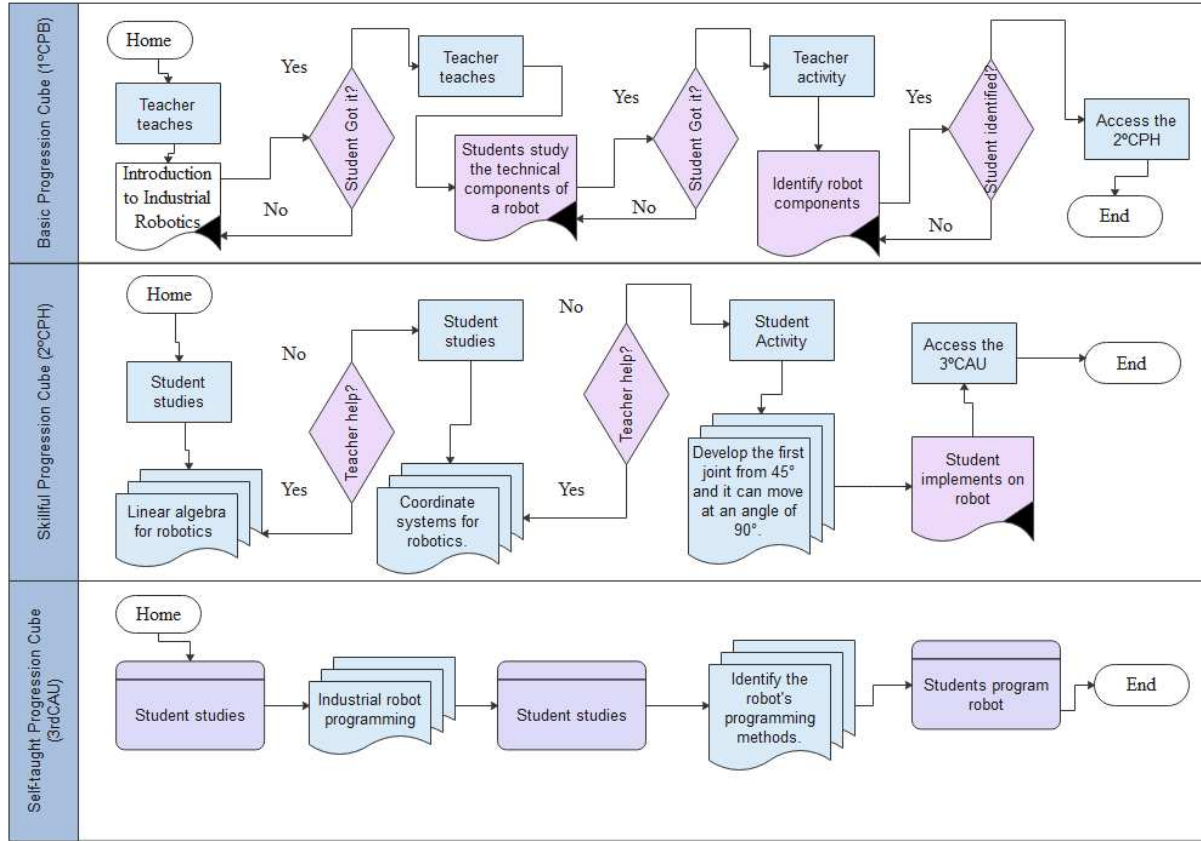 Basic Progression Cube (1ºCPB)
Home
Teacher
teaches
Introduction
to Industrial
Robotics
Yes
Student Got it?
No
Teacher
teaches
Students study
the technical
components of
a robot
Yes
Student Got it?
No
Teacher
activity
Identify robot
components
Yes
Student identified?
No
Access the
2ºCPH
End
Skillful Progression Cube (2ºCPH)
Home
Student
studies
Linear algebra
for robotics
No
Teacher help?
Yes
Student
studies
Coordinate
systems for
robotics.
No
Teacher help?
Yes
Student
Activity
Develop the first
joint from 45°
and it can move
at an angle of
90°.
Access the
3ºCAU
Student
implements on
robot
End
Self-taught Progression Cube
(3rdCAU)
Home
Student studies
Industrial robot
programming
Student studies
Identify the
robot's
programming
methods.
Students program
robot
End